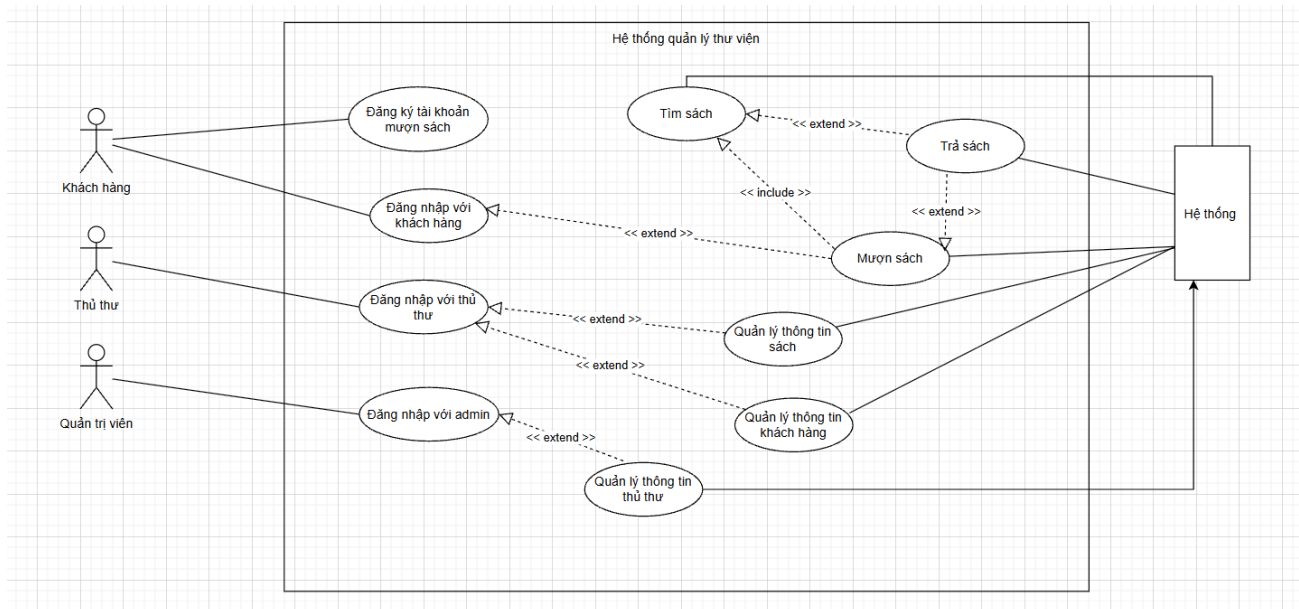 Hệ thống quản lý thư viện
Đăng ký tài khoản
mượn sách
Tìm sách
<< extend >>
Trả sách
Khách hàng
<< include >>
Đăng nhập với
khách hàng
<< extend >>
<< extend >>
Hệ thống
Mượn sách
Thủ thư
Đăng nhập với thủ
thư
<< extend >>
Quản lý thông tin
sách
<< extend >>
Quản trị viên
Đăng nhập với admin
Quản lý thông tin
khách hàng
<< extend >>
Quản lý thông tin
thủ thư